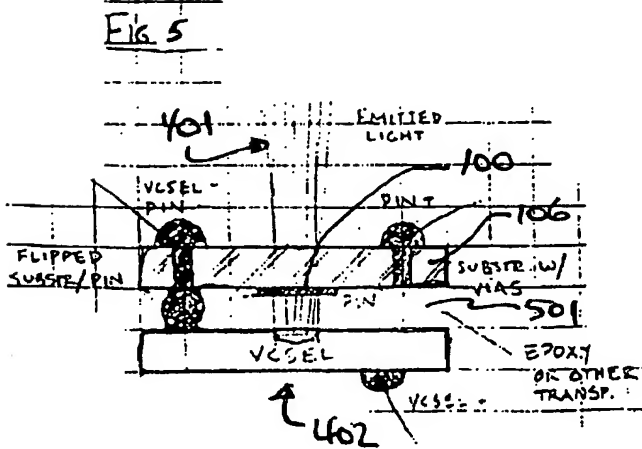 FIG 5
401
EMITTED
LIGHT
100
VCSEL -
PIN
PIN +
106
FLIPPED
SUBSTR/PIN
SUBSTR. W/
VIAS
PIN
501
VCSEL
EPOXY
OR OTHER
TRANSP.
VCSEL -
402